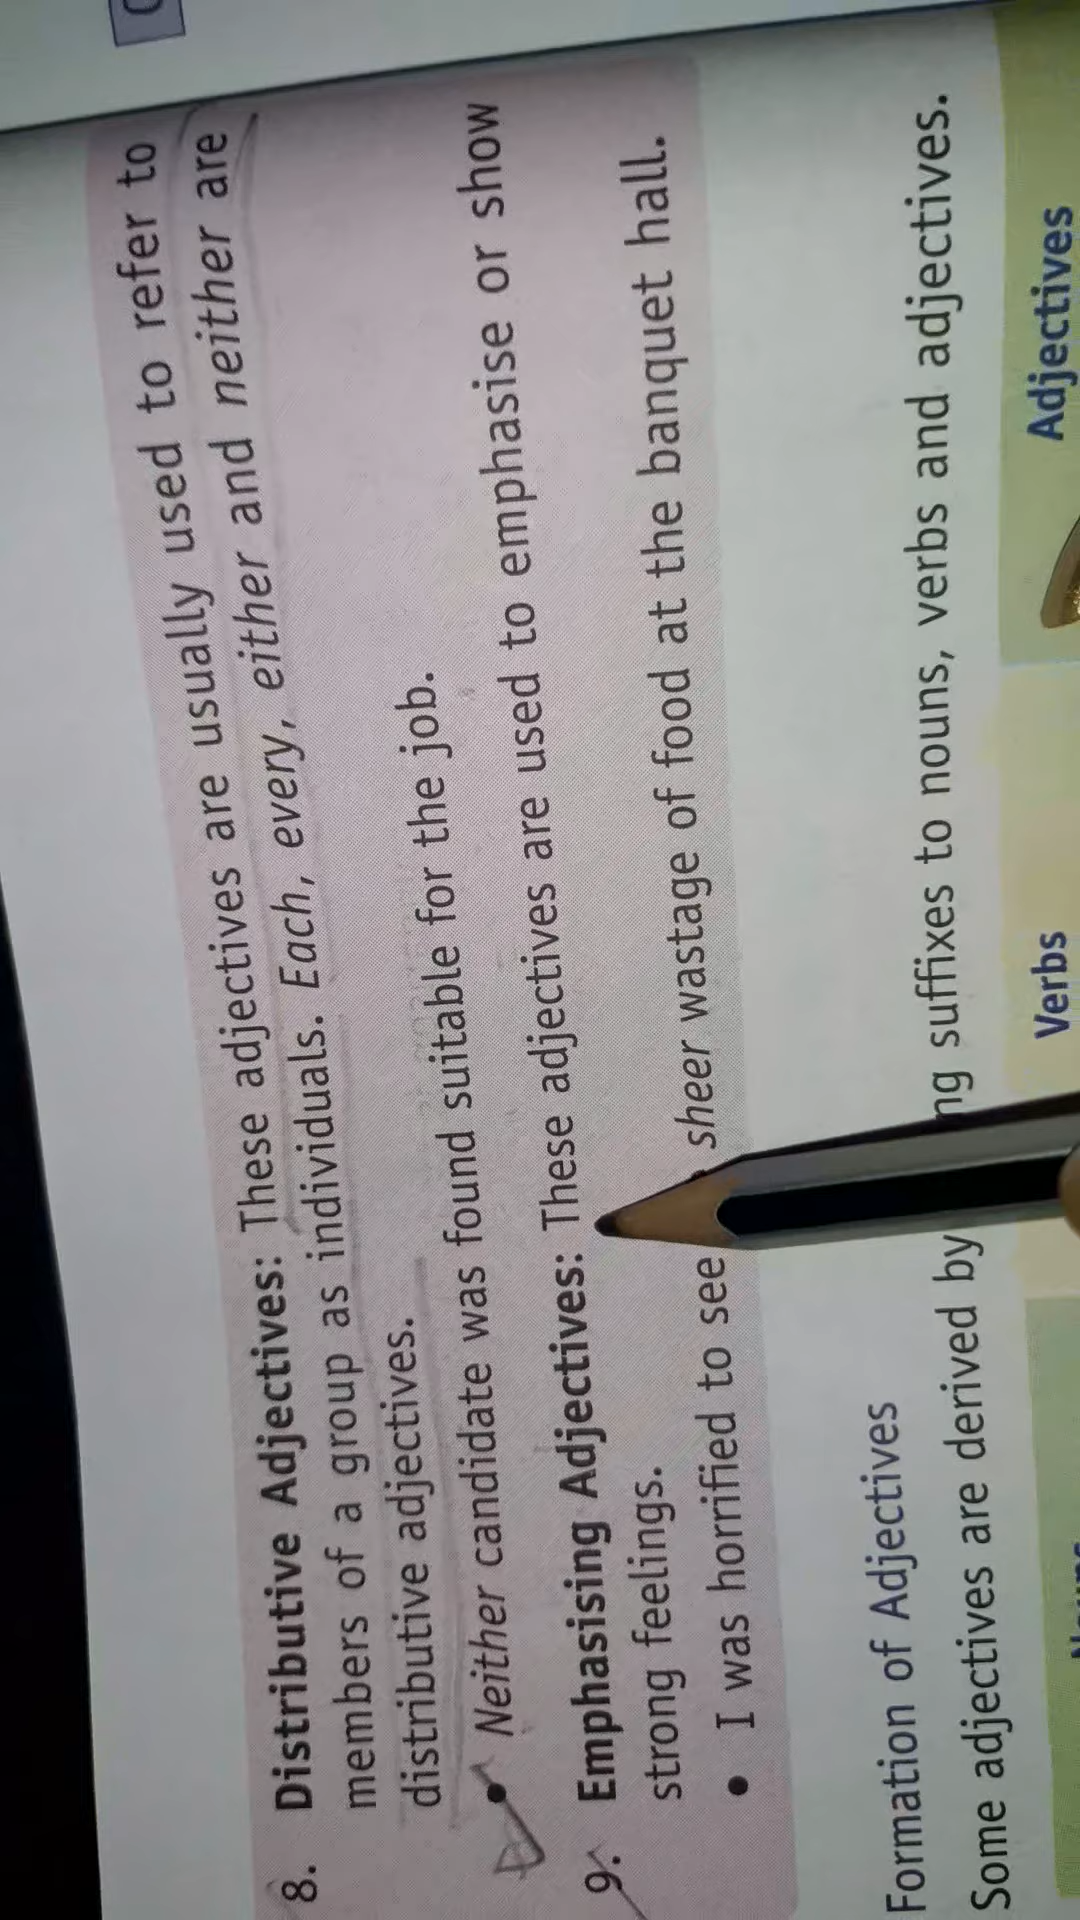 8. Distributive Adjectives: These adjectives are usually used to refer to
members of a group as individuals. Each, every, either and neither are
distributive adjectives.
• Neither candidate was found suitable for the job.
9. Emphasising Adjectives: These adjectives are used to emphasise or show
strong feelings.
• I was horrified to see sheer wastage of food at the banquet hall.
Formation of Adjectives
Some adjectives are derived by ng suffixes to nouns, verbs and adjectives.
Verbs Adjectives